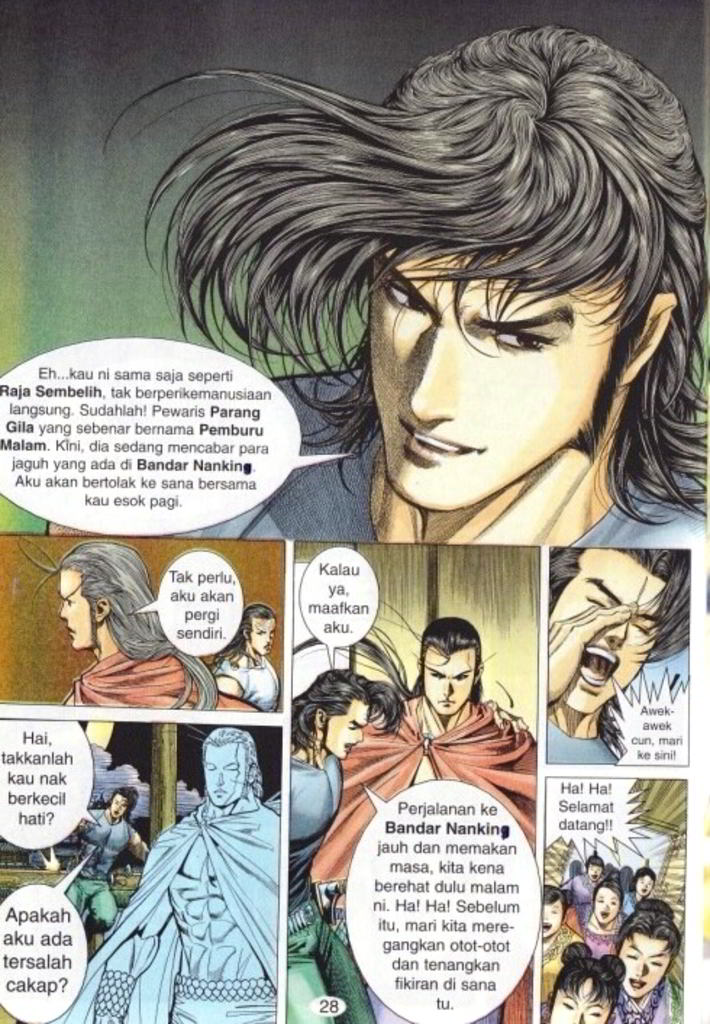 Eh...kau ni sama saja seperti
Raja Sembelih, tak berperikemanusiaan
langsung. Sudahlah! Pewaris Parang
Gila yang sebenar bernama Pemburu
Malam. Kini, dia sedang mencabar para
jaguh yang ada di Bandar Nanking.
Aku akan bertolak ke sana bersama
kau esok pagi.
Tak perlu,
aku akan
pergi
sendiri.
Hai,
takkanlah
kau nak
berkecil
hati?
Apakah
aku ada
tersalah
cakap?
Kalau
ya,
maafkan
aku.
Perjalanan ke
Bandar Nanking
jauh dan memakan
masa, kita kena
berehat dulu malam
ni. Ha! Ha! Sebelum
itu, mari kita mere-
gangkan otot-otot
dan tenangkan
fikiran di sana
tu.
Awek-
awek
cun, mari
ke sini!
Ha! Ha!
Selamat
datang!!
28